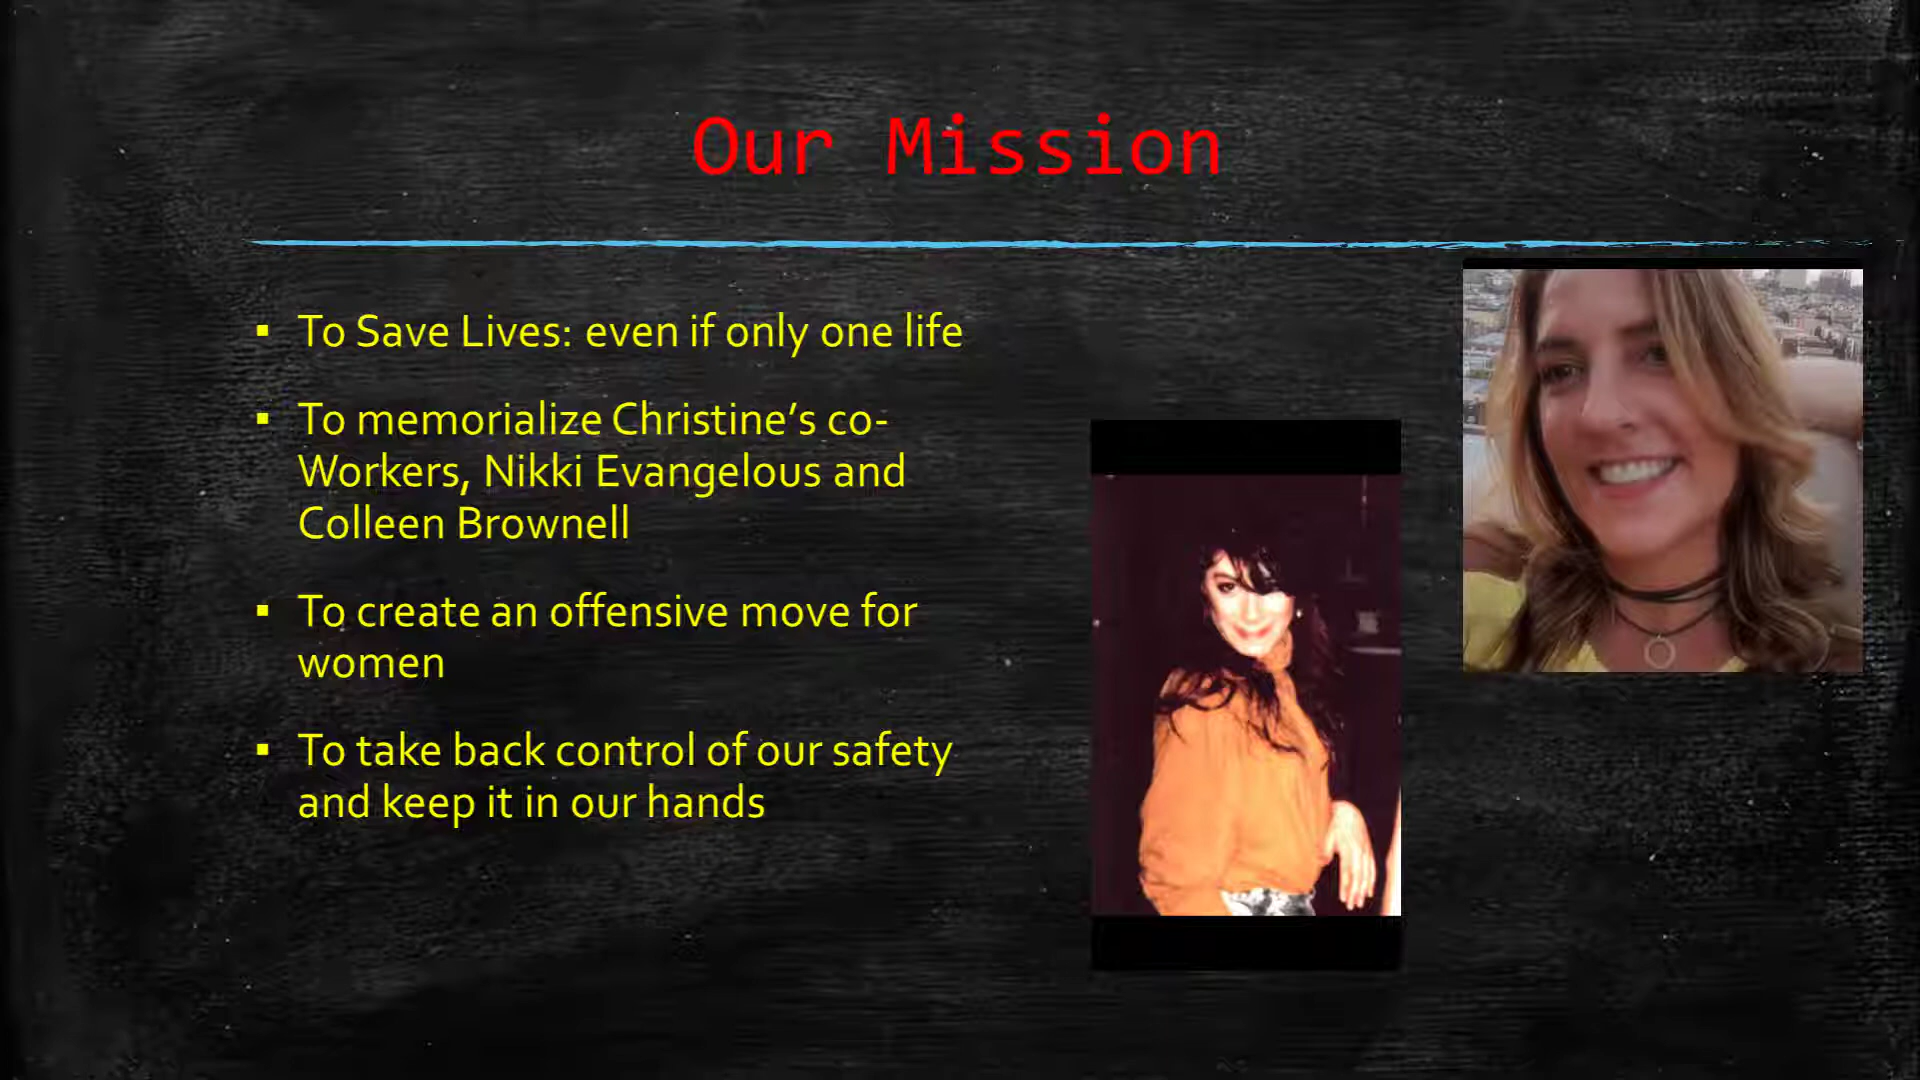 Our Mission
▪ To Save Lives: even if only one life
▪ To memorialize Christine’s co-
Workers, Nikki Evangelous and
Colleen Brownell
▪ To create an offensive move for
women
▪ To take back control of our safety
and keep it in our hands